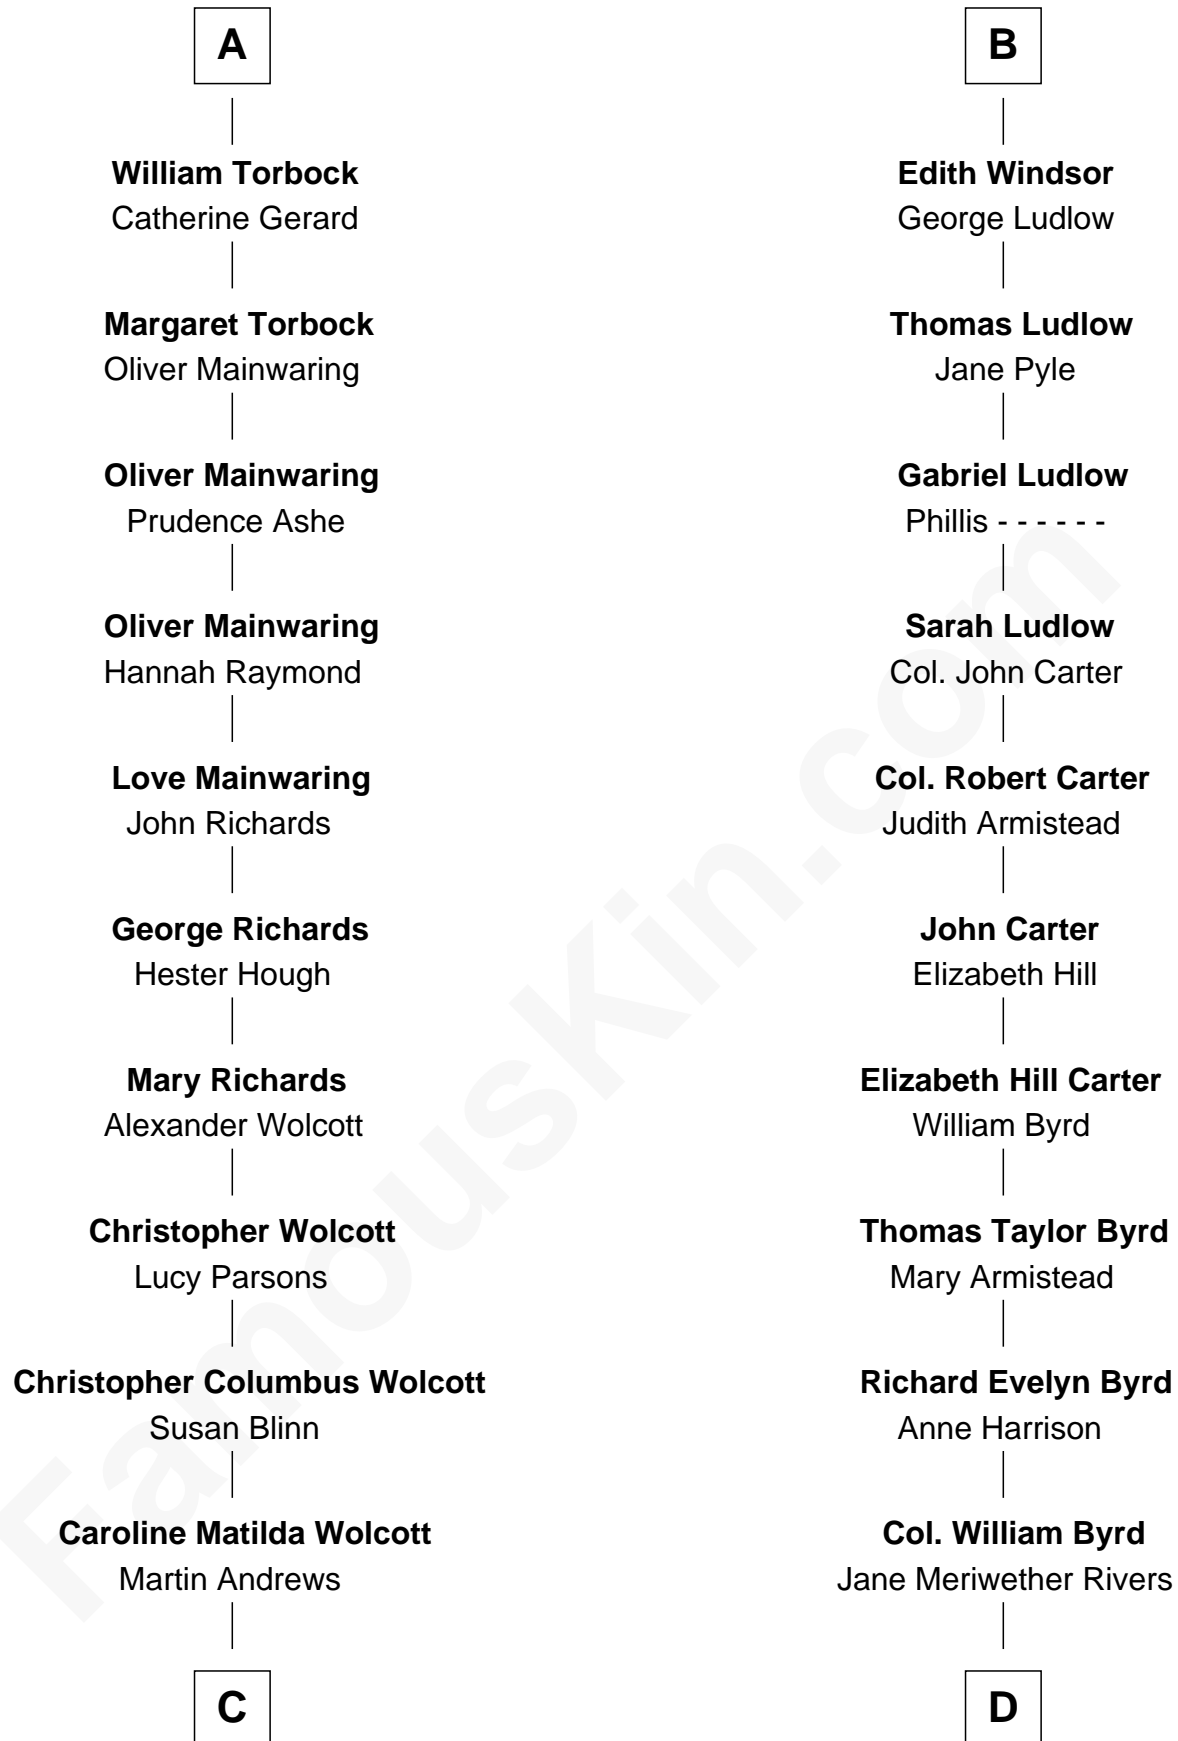 A
William Torbock
Catherine Gerard
Margaret Torbock
Oliver Mainwaring
Oliver Mainwaring
Prudence Ashe
Oliver Mainwaring
Hannah Raymond
Love Mainwaring
John Richards
George Richards
Hester Hough
Mary Richards
Alexander Wolcott
Christopher Wolcott
Lucy Parsons
Christopher Columbus Wolcott
Susan Blinn
Caroline Matilda Wolcott
Martin Andrews
C
B
Edith Windsor
George Ludlow
Thomas Ludlow
Jane Pyle
Gabriel Ludlow
Phillis - - - - - -
Sarah Ludlow
Col. John Carter
Col. Robert Carter
Judith Armistead
John Carter
Elizabeth Hill
Elizabeth Hill Carter
William Byrd
Thomas Taylor Byrd
Mary Armistead
Richard Evelyn Byrd
Anne Harrison
Col. William Byrd
Jane Meriwether Rivers
D
FamousKin.com